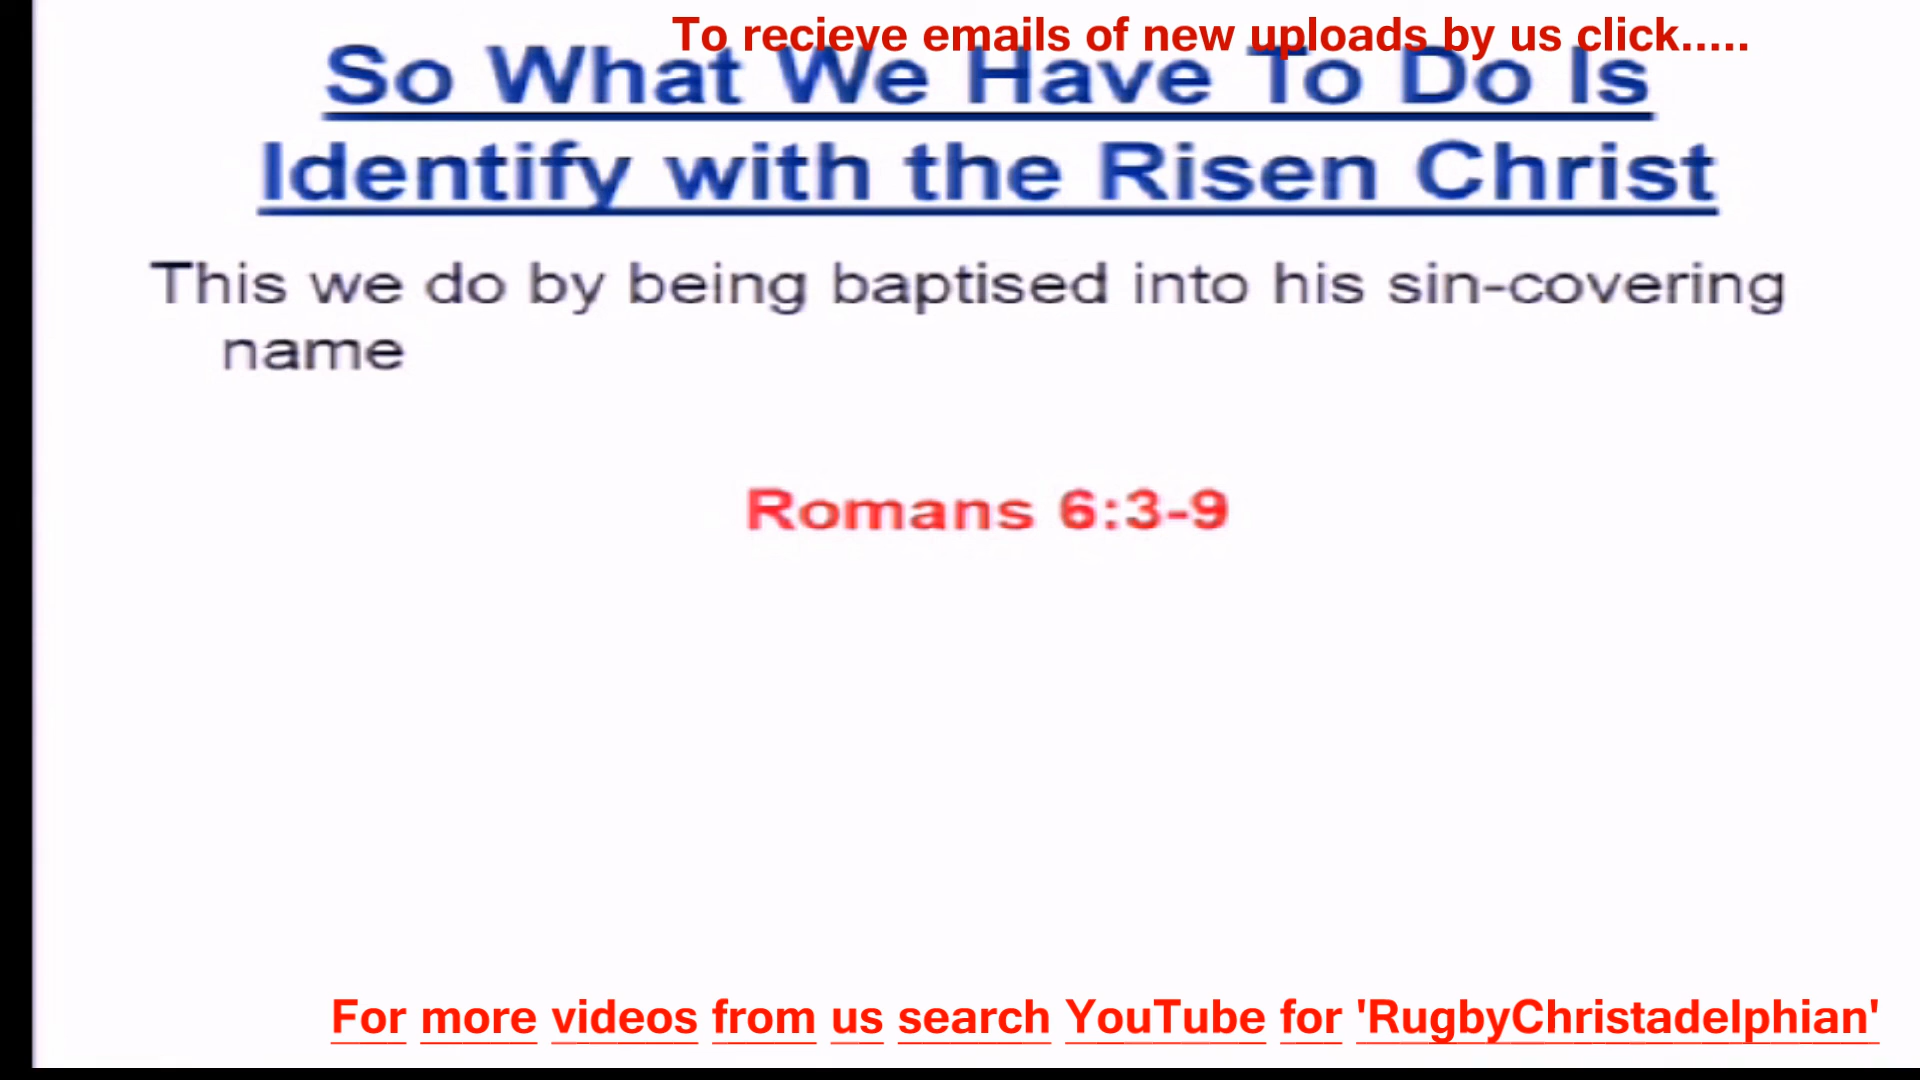 To recieve emails of new uploads by us click.....
So What We Have To Do Is
Identify with the Risen Christ
This we do by being baptised into his sin-covering
name
Romans 6:3-9
For more videos from us search YouTube for 'RugbyChristadelphian'